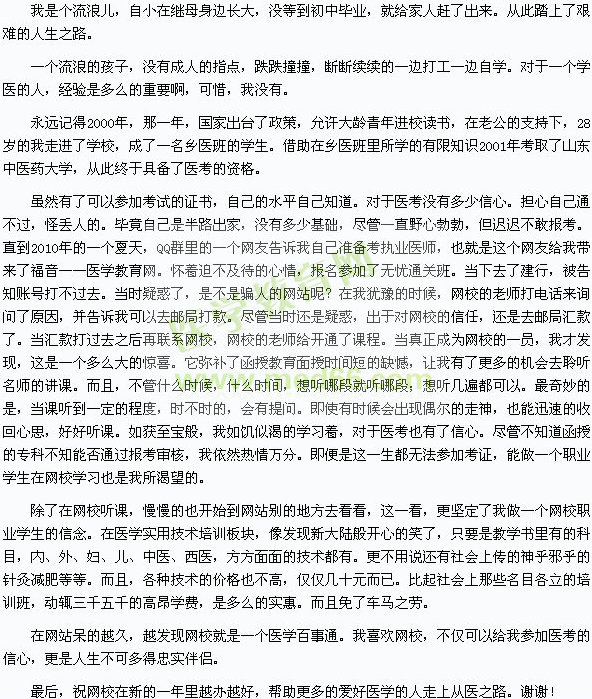 我是个流浪儿，自小在继母身边长大，没等到初中毕业，就给家人赶了出来。从此踏上了艰
难的人生之路。
一个流浪的孩子，没有成人的指点，跌跌撞撞，断断续续的一边打工一边自学。对于一个学
医的人，经验是多么的重要啊，可惜，我没有。
永远记得2000年，那一年，国家出台了政策，允许大龄青年进校读书，在老公的支持下，28
岁的我走进了学校，成了一名乡医班的学生。借助在乡医班里所学的有限知识2001年考取了山东
中医药大学，从此终于具备了医考的资格。
虽然有了可以参加考试的证书，自己的水平自己知道。对于医考没有多少信心。担心自己通
不过，怪丢人的。毕竟自己是半路出家，没有多少基础，尽管一直野心勃勃，但迟迟不敢报考。
直到2010年的一个夏天，QQ群里的一个网友告诉我自己准备考执业医师，也就是这个网友给我带
来了福音一一医学教育网。怀着迫不及待的心情，报名参加了无忧通关班。当下去了建行，被告
知账号打不过去。当时疑惑了，是不是骗人的网站呢？在我犹豫的时候，网校的老师打电话来询
问了原因，并告诉我可以去邮局打款。尽管当时还是疑惑，出于对网校的信任，还是去邮局汇款
了。当汇款打过去之后再联系网校，网校的老师给开通了课程。当真正成为网校的一员，我才发
现，这是一个多么大的惊喜。它弥补了函授教育面授时间短的缺憾，让我有了更多的机会去聆听
名师的讲课。而且，不管什么时候，什么时间，想听哪段就听哪段，想听几遍都可以。最奇妙的
是，当课听到一定的程度，时不时的，会有提问。即使有时候会出现偶尔的走神，也能迅速的收
回心思，好好听课。如获至宝般，我如饥似渴的学习着，对于医考也有了信心。尽管不知道函授
的专科不知能否通过报考审核，我依然热情万分。即便是这一生都无法参加考证，能做一个职业
学生在网校学习也是我所渴望的。
除了在网校听课，慢慢的也开始到网站别的地方去看看，这一看，更坚定了我做一个网校职
业学生的信念。在医学实用技术培训板块，像发现新大陆般开心的笑了，只要是教学书里有的科
目，内、外、妇、儿、中医、西医，方方面面的技术都有。更不用说还有社会上传的神乎邪乎的
针灸减肥等等。而且，各种技术的价格也不高，仅仅几十元而已。比起社会上那些名目各立的培
训班，动辄三千五千的高昂学费，是多么的实惠。而且免了车马之劳。
在网站呆的越久，越发现网校就是一个医学百事通。我喜欢网校，不仅可以给我参加医考的
信心，更是人生不可多得忠实伴侣。
最后，祝网校在新的一年里越办越好，帮助更多的爱好医学的人走上从医之路。谢谢！
医学教育网
www.med66.com